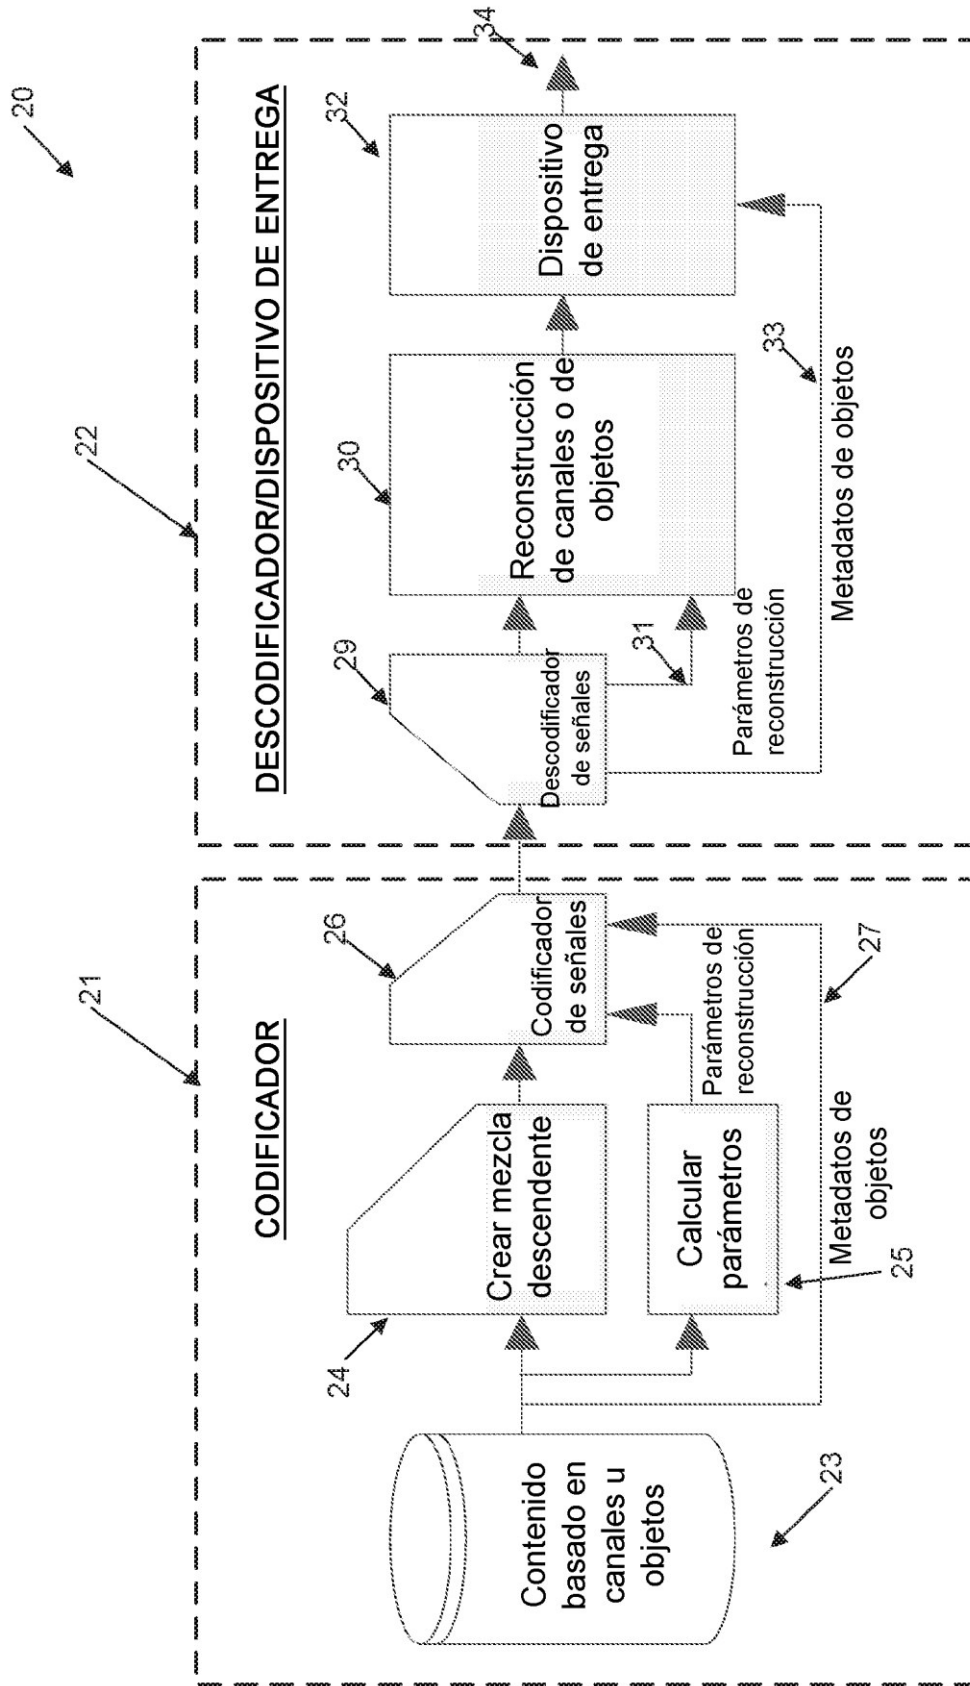 20
21
22
CODIFICADOR
DESCODIFICADOR/DISPOSITIVO DE ENTREGA
24
26
29
30
32
34
Contenido
basado en
canales u
objetos
23
Crear mezcla
descendente
Codificador
de señales
Calcular
parámetros
25
Parámetros de
reconstrucción
Metadatos de
objetos
27
Descodificador
de señales
Reconstrucción
de canales o de
objetos
Dispositivo
de entrega
31
Parámetros de
reconstrucción
33
Metadatos de objetos